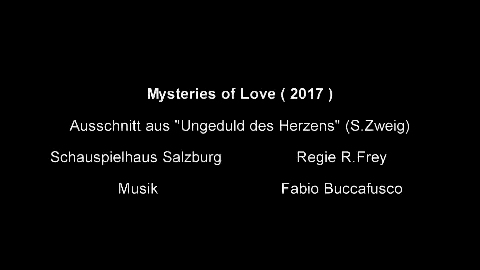 Mysteries of Love ( 2017 )
Ausschnitt aus "Ungeduld des Herzens" (S.Zweig)
Schauspielhaus Salzburg Regie R.Frey
Musik Fabio Buccafusco